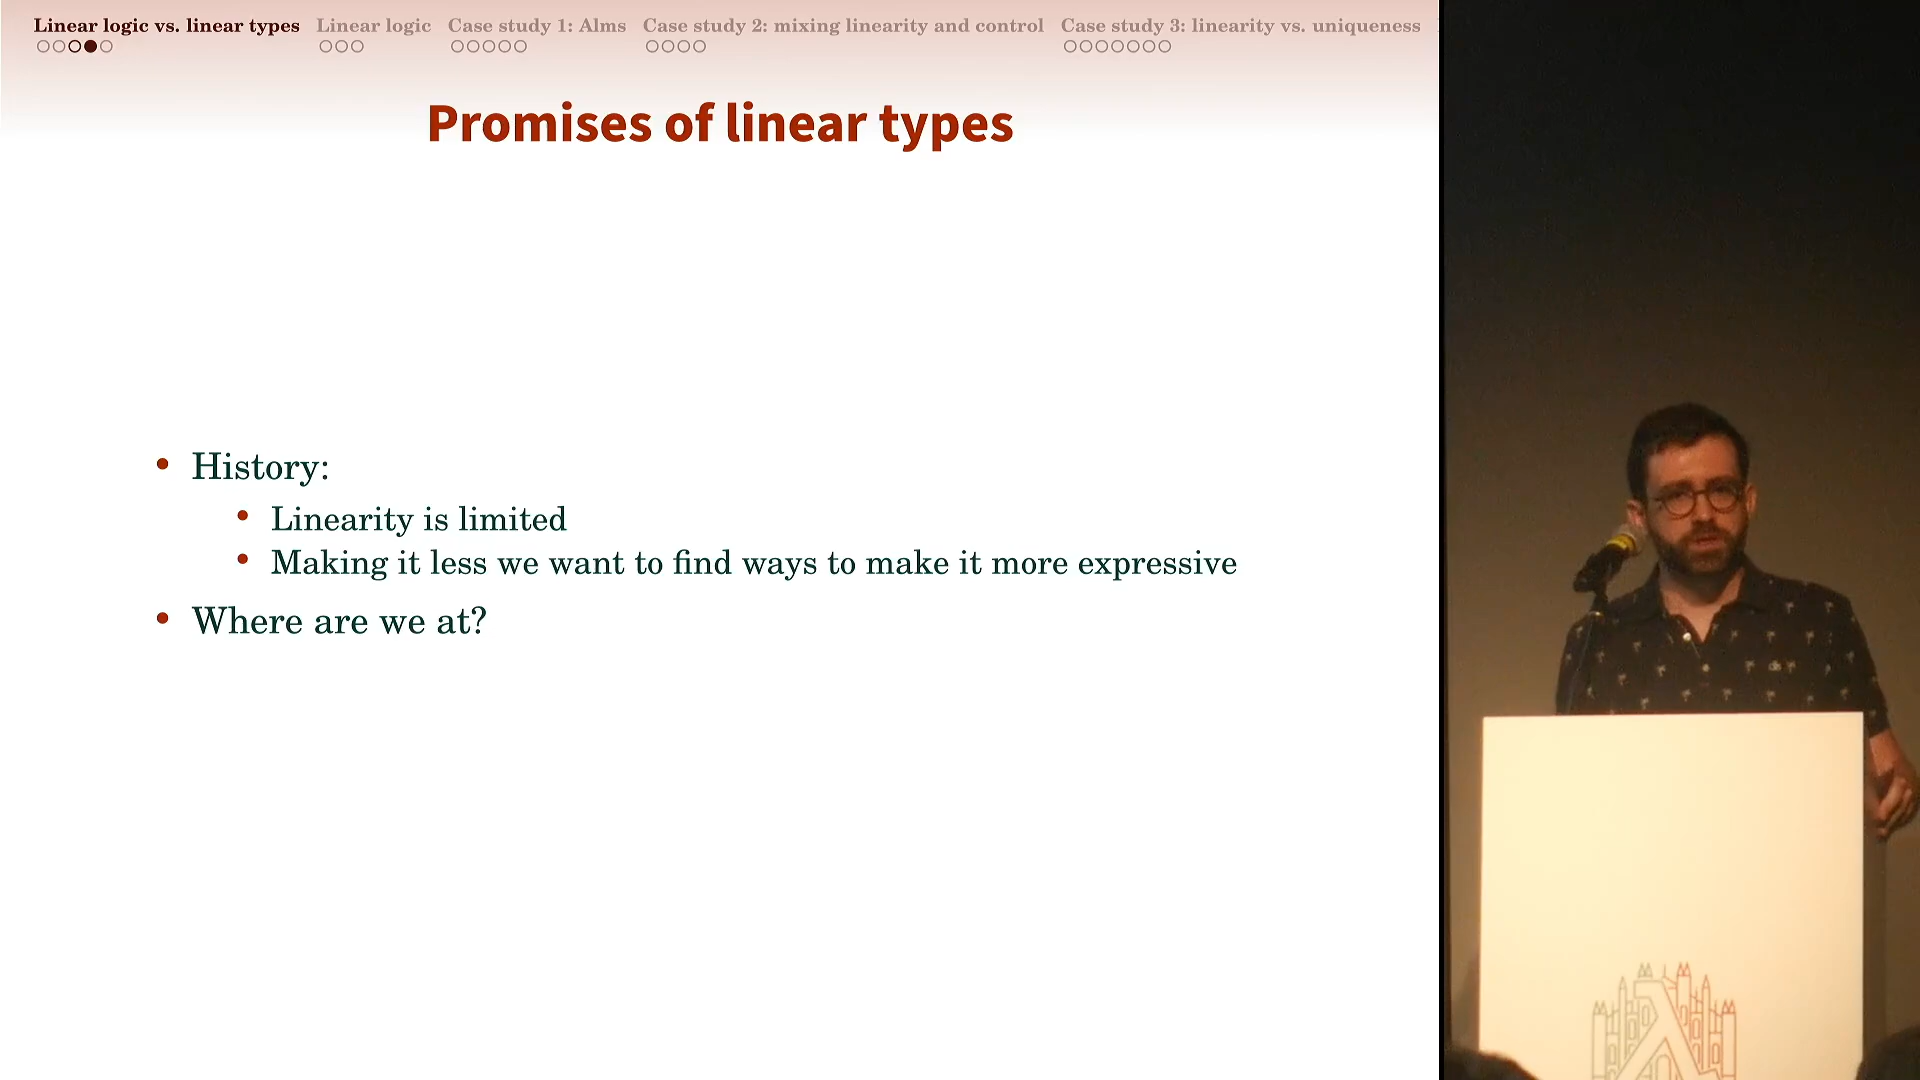 Linear logic vs. linear types Linear logic Case study 1: Alms Case study 2: mixing linearity and control Case study 3: linearity vs. uniqueness
Promises of linear types
• History:
• Linearity is limited
• Making it less we want to find ways to make it more expressive
• Where are we at?